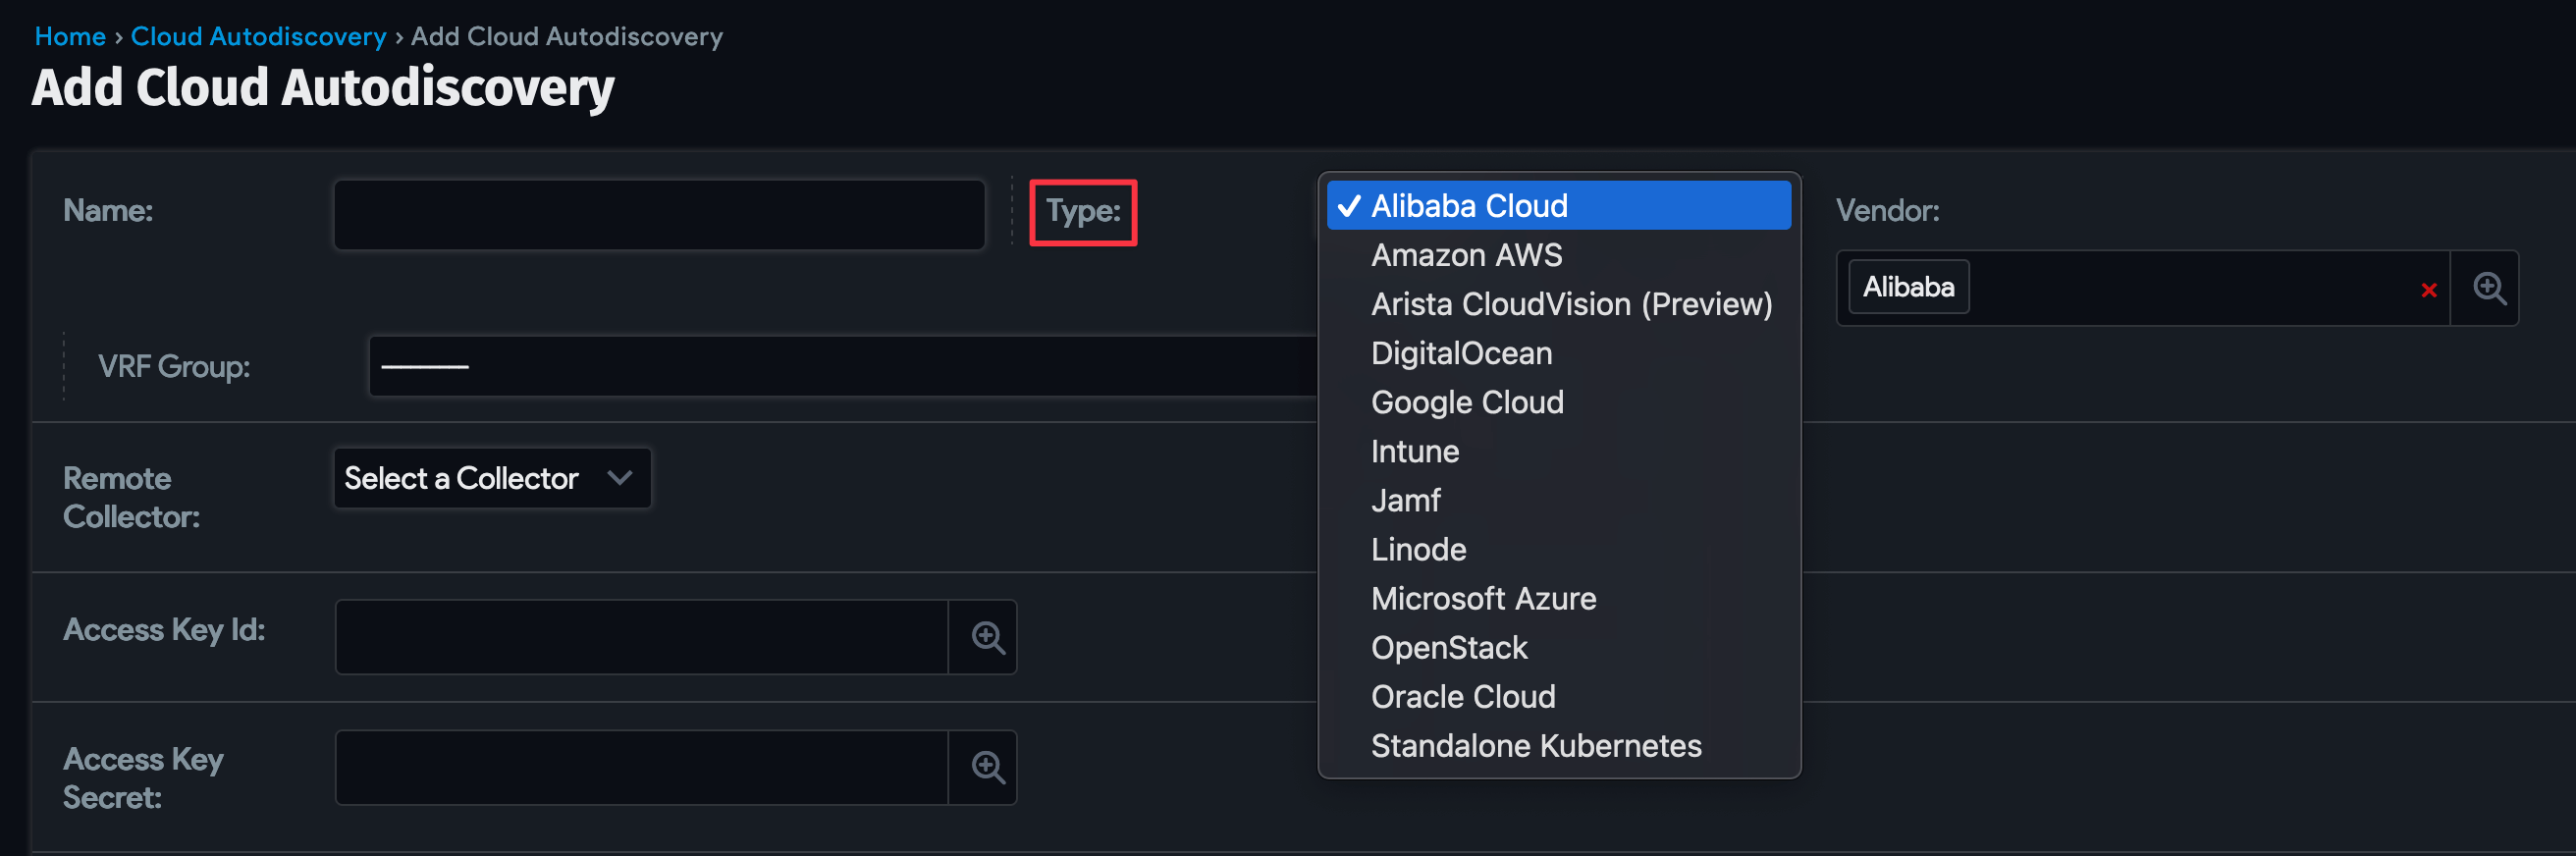 Home › Cloud Autodiscovery › Add Cloud Autodiscovery
Add Cloud Autodiscovery
Name:
Type:
Alibaba Cloud
Amazon AWS
Arista CloudVision (Preview)
DigitalOcean
Google Cloud
Intune
Jamf
Linode
Microsoft Azure
OpenStack
Oracle Cloud
Standalone Kubernetes
Vendor:
Alibaba
VRF Group:
---------
Remote
Collector:
Select a Collector
Access Key Id:
Access Key
Secret: